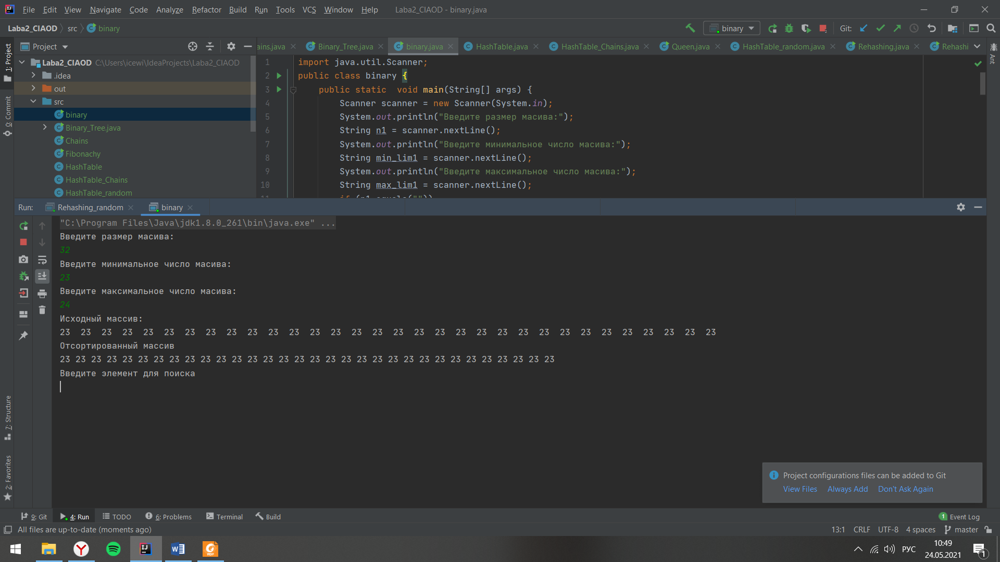 File Edit View Navigate Code Analyze Refactor Build Run Tools VCS Window Help Laba2_CIAOD - binary.java
Laba2_CIAOD src binary binary Git:
Project ains.java Binary_Tree.java binary.java HashTable.java HashTable_Chains.java Queen.java HashTable_random.java Rehashing.java Rehashi
1: Project
0: Commit
7: Structure
2: Favorites
Ant
Laba2_CIAOD C:\Users\icewi\IdeaProjects\Laba2_CIAOD
.idea
out
src
binary
Binary_Tree.java
Chains
Fibonachy
HashTable
HashTable_Chains
HashTable_random
1 import java.util.Scanner;
2 public class binary {
3 public static  void main(String[] args) {
4 Scanner scanner = new Scanner(System.in);
5 System.out.println("Введите размер масива:");
6 String n1 = scanner.nextLine();
7 System.out.println("Введите минимальное число масива:");
8 String min_lim1 = scanner.nextLine();
9 System.out.println("Введите максимальное число масива:");
10 String max_lim1 = scanner.nextLine();
11 if (n1.equals(""))
Run: Rehashing_random binary
"C:\Program Files\Java\jdk1.8.0_261\bin\java.exe" ...
Введите размер масива:
32
Введите минимальное число масива:
23
Введите максимальное число масива:
24
Исходный массив:
23 23 23 23 23 23 23 23 23 23 23 23 23 23 23 23 23 23 23 23 23 23 23 23 23 23 23 23 23 23 23 23
Отсортированный массив
23 23 23 23 23 23 23 23 23 23 23 23 23 23 23 23 23 23 23 23 23 23 23 23 23 23 23 23 23 23 23 23
Введите элемент для поиска
Project configurations files can be added to Git
View Files Always Add Don't Ask Again
9: Git 4: Run TODO 6: Problems Terminal Build 1 Event Log
All files are up-to-date (moments ago) 13:1 CRLF UTF-8 4 spaces master
РУС 10:49
24.05.2021
1